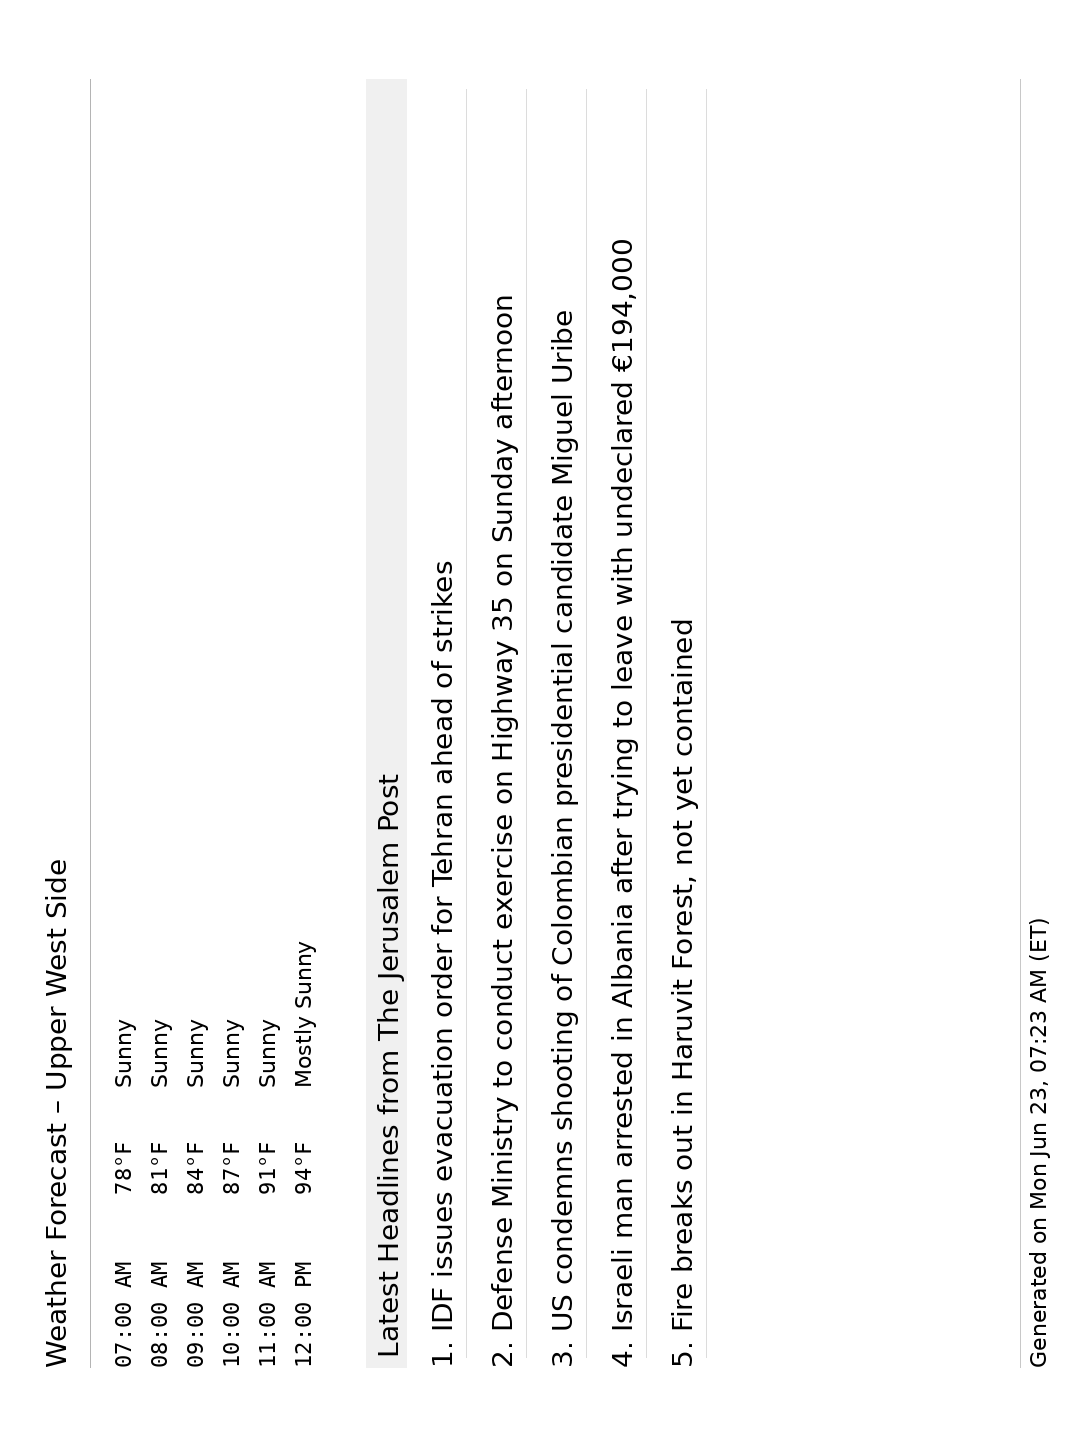 Weather Forecast – Upper West Side
07:00 AM 78°F Sunny
08:00 AM 81°F Sunny
09:00 AM 84°F Sunny
10:00 AM 87°F Sunny
11:00 AM 91°F Sunny
12:00 PM 94°F Mostly Sunny
Latest Headlines from The Jerusalem Post
1. IDF issues evacuation order for Tehran ahead of strikes
2. Defense Ministry to conduct exercise on Highway 35 on Sunday afternoon
3. US condemns shooting of Colombian presidential candidate Miguel Uribe
4. Israeli man arrested in Albania after trying to leave with undeclared €194,000
5. Fire breaks out in Haruvit Forest, not yet contained
Generated on Mon Jun 23, 07:23 AM (ET)